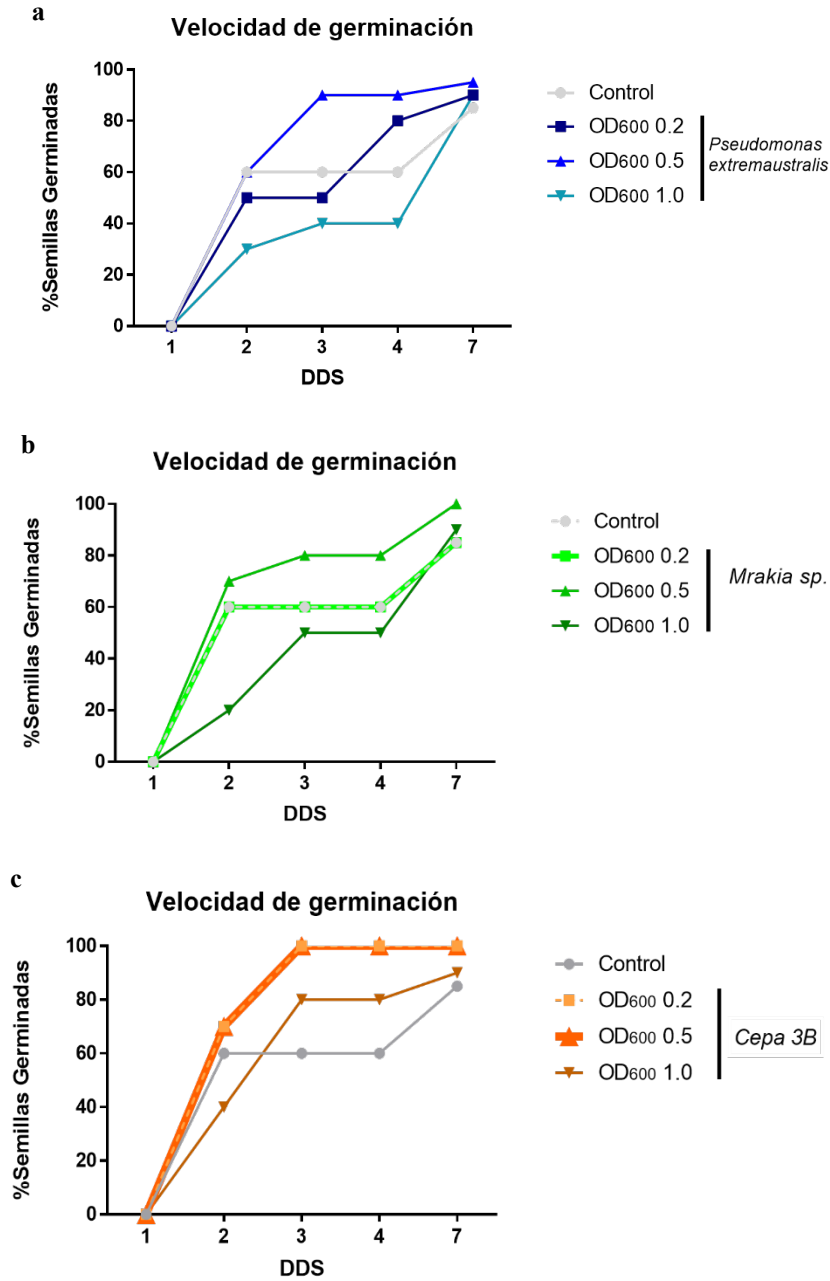 a
Velocidad de germinación
%Semillas Germinadas
100
80
60
40
20
0
1 2 3 4 7
DDS
Control
OD600 0.2
OD600 0.5
OD600 1.0
Pseudomonas
extremaustralis
b
Velocidad de germinación
%Semillas Germinadas
100
80
60
40
20
0
1 2 3 4 7
DDS
Control
OD600 0.2
OD600 0.5
OD600 1.0
Mrakia sp.
c
Velocidad de germinación
%Semillas Germinadas
100
80
60
40
20
0
1 2 3 4 7
DDS
Control
OD600 0.2
OD600 0.5
OD600 1.0
Cepa 3B